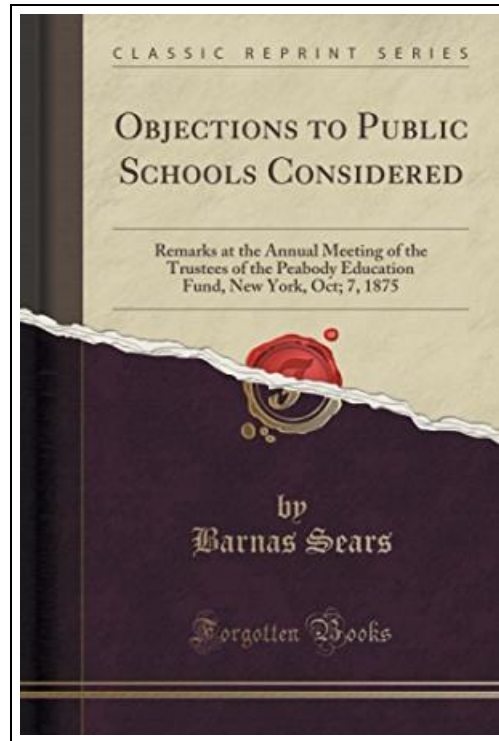 CLASSIC REPRINT SERIES
OBJECTIONS TO PUBLIC
SCHOOLS CONSIDERED
Remarks at the Annual Meeting of the
Trustees of the Peabody Education
Fund, New York, Oct; 7, 1875
by
Barnas Sears
Forgotten Books